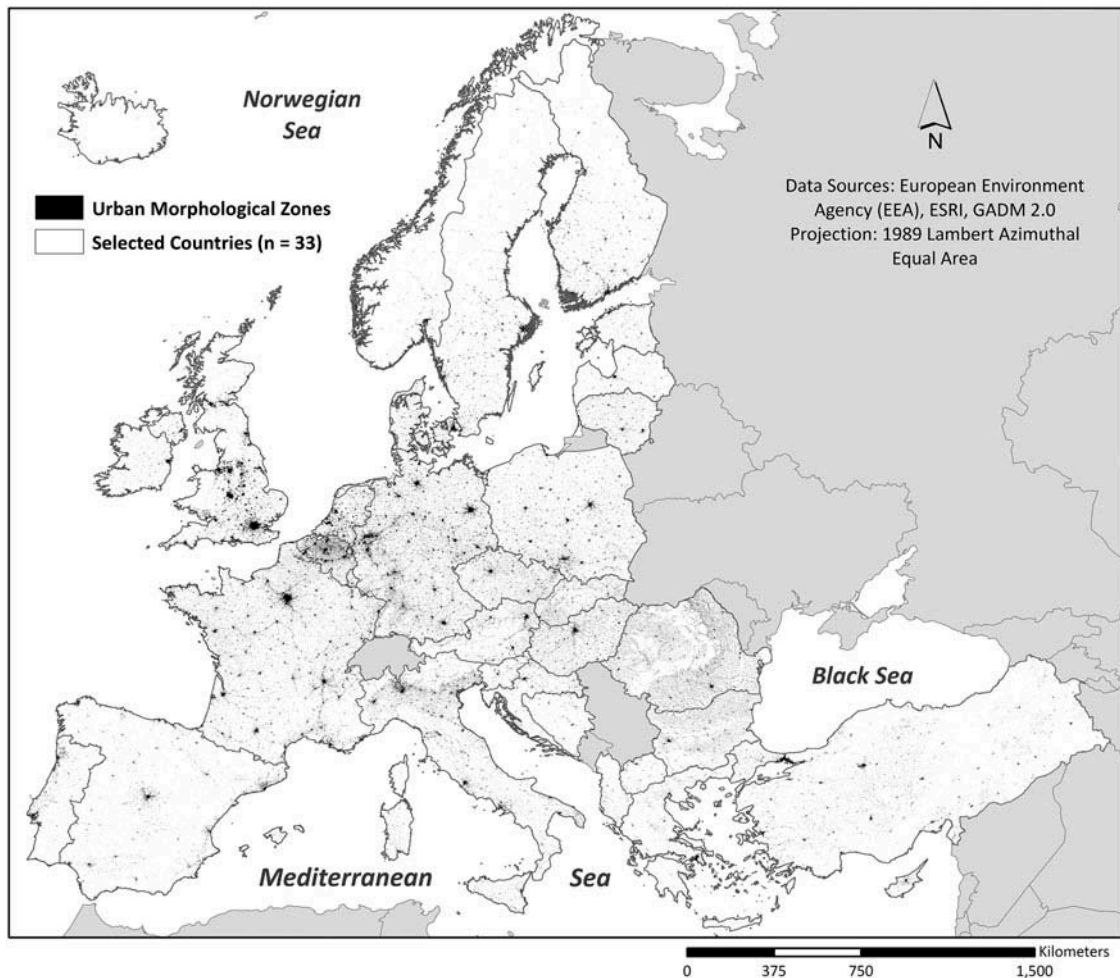 Norwegian
Sea
N
Data Sources: European Environment
Agency (EEA), ESRI, GADM 2.0
Projection: 1989 Lambert Azimuthal
Equal Area
Urban Morphological Zones
Selected Countries (n = 33)
Black Sea
Mediterranean Sea
Kilometers
0 375 750 1,500